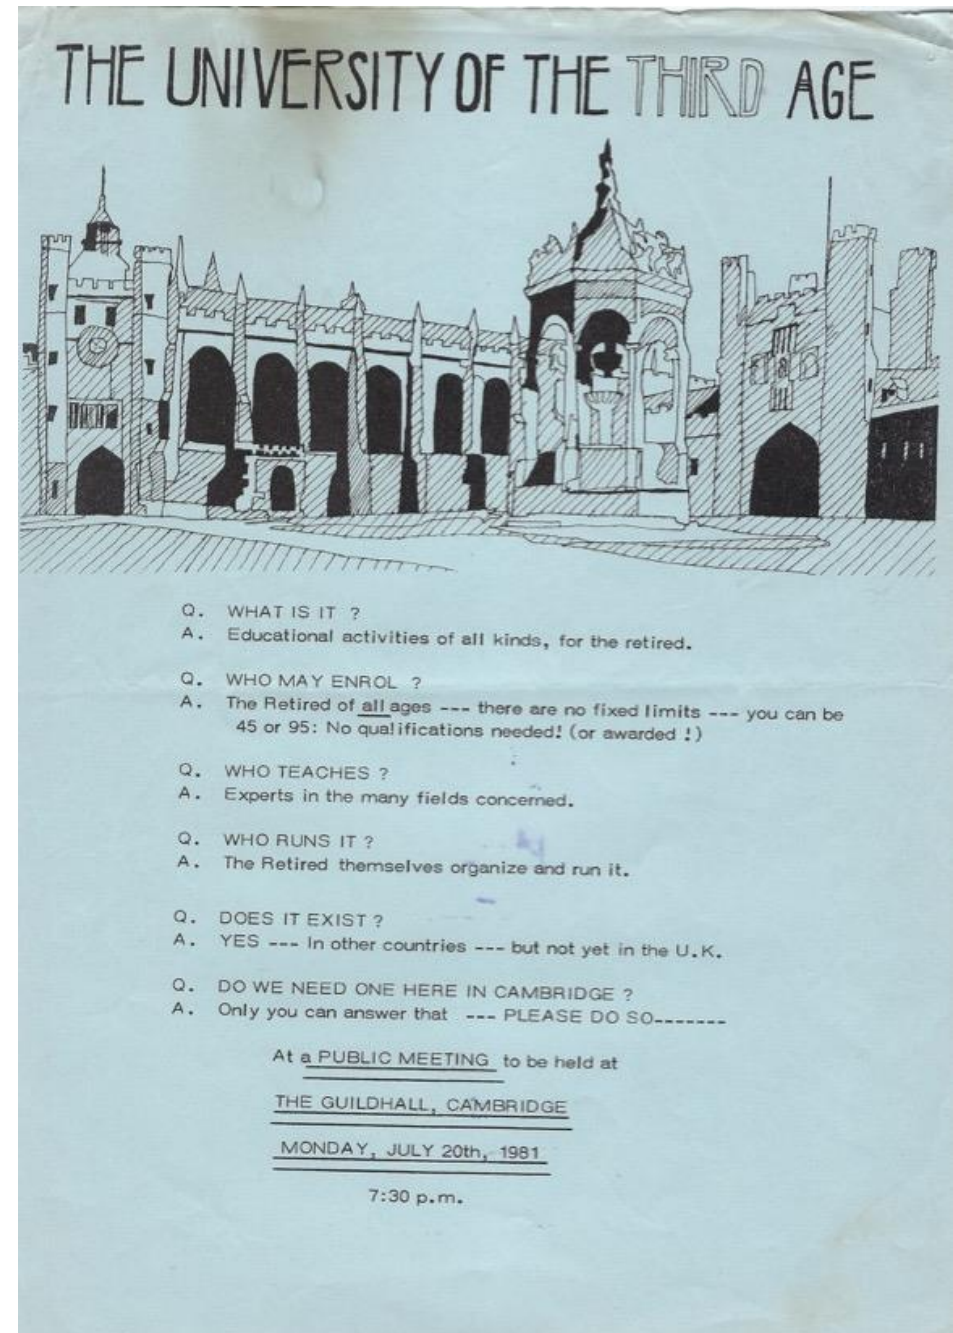 THE UNIVERSITY OF THE THIRD AGE
Q. WHAT IS IT ?
A. Educational activities of all kinds, for the retired.
Q. WHO MAY ENROL ?
A. The Retired of all ages --- there are no fixed limits --- you can be
45 or 95: No qualifications needed! (or awarded !)
Q. WHO TEACHES ?
A. Experts in the many fields concerned.
Q. WHO RUNS IT ?
A. The Retired themselves organize and run it.
Q. DOES IT EXIST ?
A. YES --- In other countries --- but not yet in the U.K.
Q. DO WE NEED ONE HERE IN CAMBRIDGE ?
A. Only you can answer that --- PLEASE DO SO-------
At a PUBLIC MEETING to be held at
THE GUILDHALL, CAMBRIDGE
MONDAY, JULY 20th, 1981
7:30 p.m.